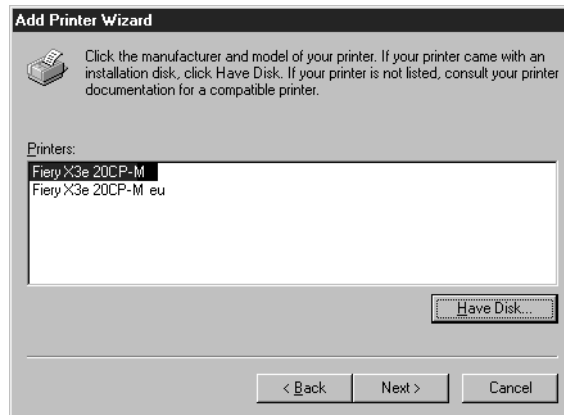 Add Printer Wizard
Click the manufacturer and model of your printer. If your printer came with an
installation disk, click Have Disk. If your printer is not listed, consult your printer
documentation for a compatible printer.
Printers:
Fiery X3e 20CP-M
Fiery X3e 20CP-M eu
Have Disk...
< Back
Next >
Cancel